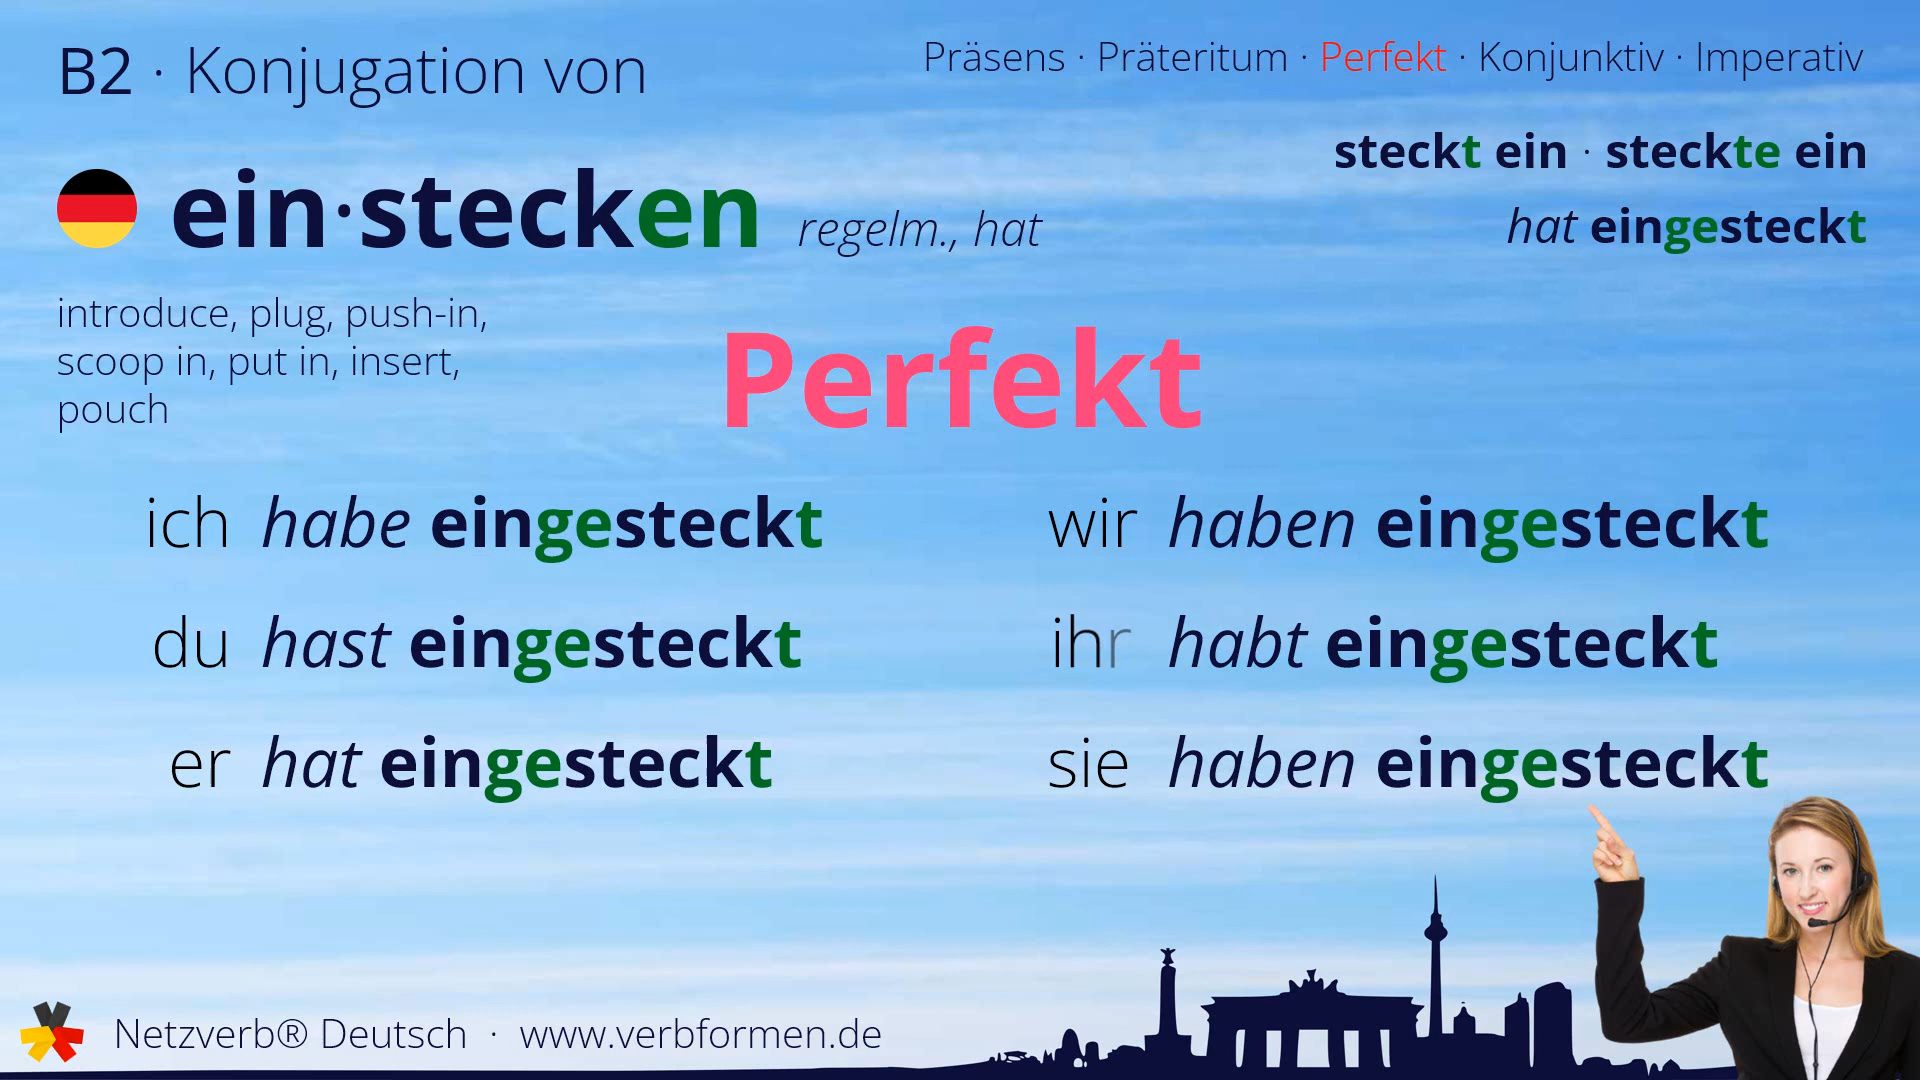 B2 · Konjugation von
Präsens · Präteritum · Perfekt · Konjunktiv · Imperativ
ein·stecken regelm., hat
steckt ein · steckte ein
hat eingesteckt
introduce, plug, push-in,
scoop in, put in, insert,
pouch
Perfekt
ich habe eingesteckt
du hast eingesteckt
er hat eingesteckt
wir haben eingesteckt
ihr habt eingesteckt
sie haben eingesteckt
Netzverb® Deutsch · www.verbformen.de